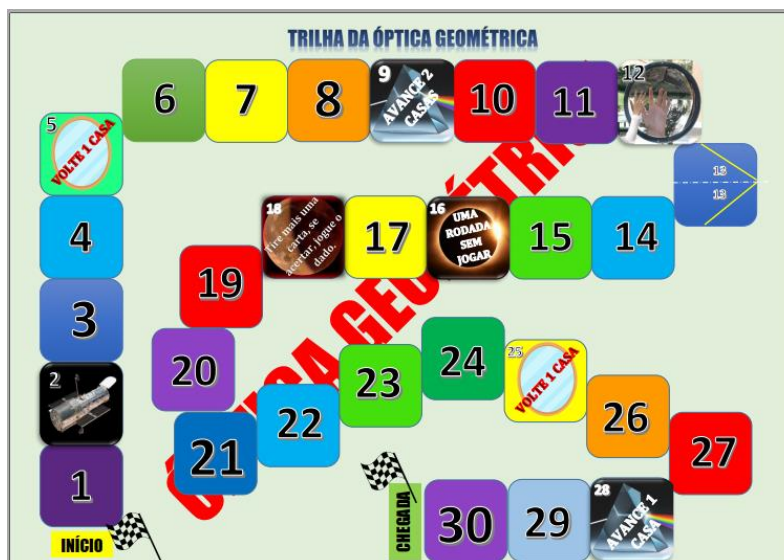 TRILHA DA ÓPTICA GEOMÉTRICA
INÍCIO
1
2
3
4
5
VOLTE 1 CASA
6
7
8
9
AVANCE 2
CASAS
10
11
12
13
13
14
15
16
UMA
RODADA
SEM
JOGAR
17
18
Tire mais uma
carta, se
acertar, jogue o
dado.
19
20
21
22
23
24
25
VOLTE 1 CASA
26
27
28
AVANCE 1
CASA
29
30
CHEGADA
ÓPTICA GEOMÉTRICA